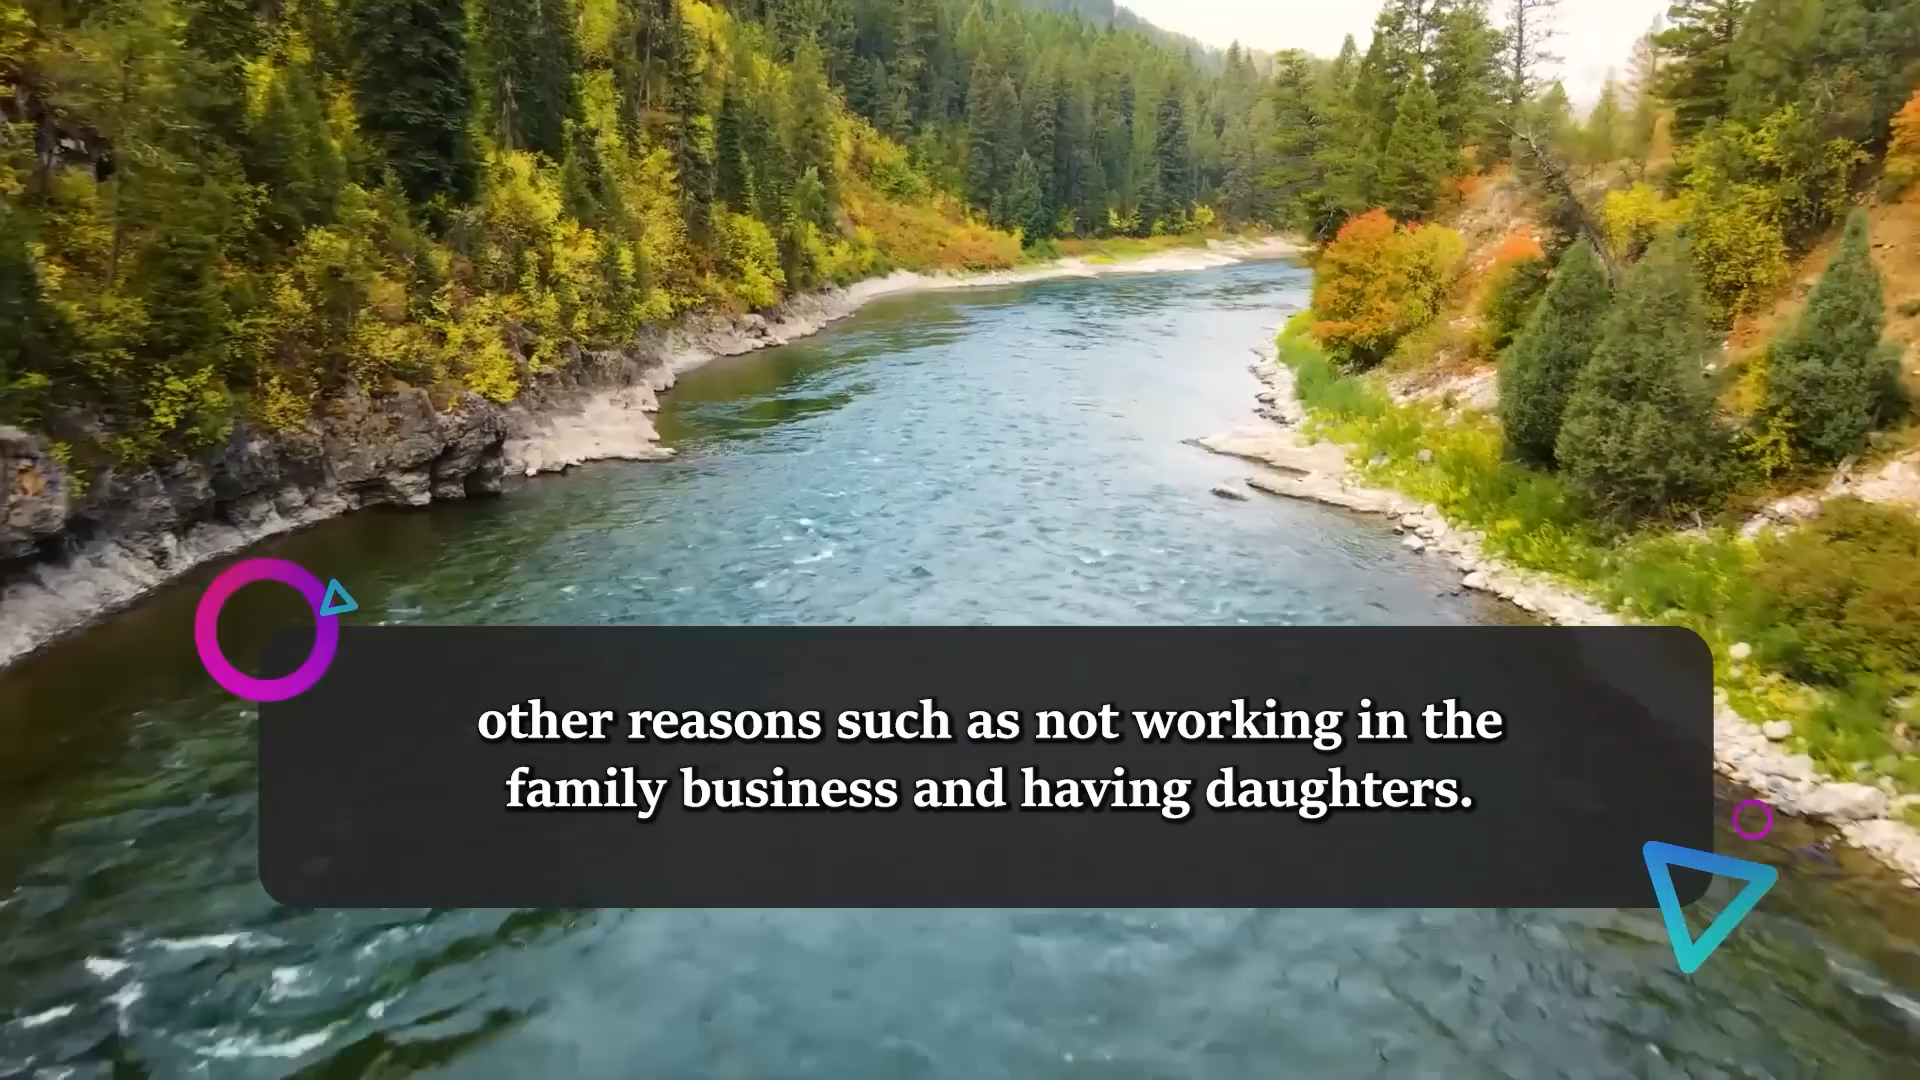 other reasons such as not working in the
family business and having daughters.